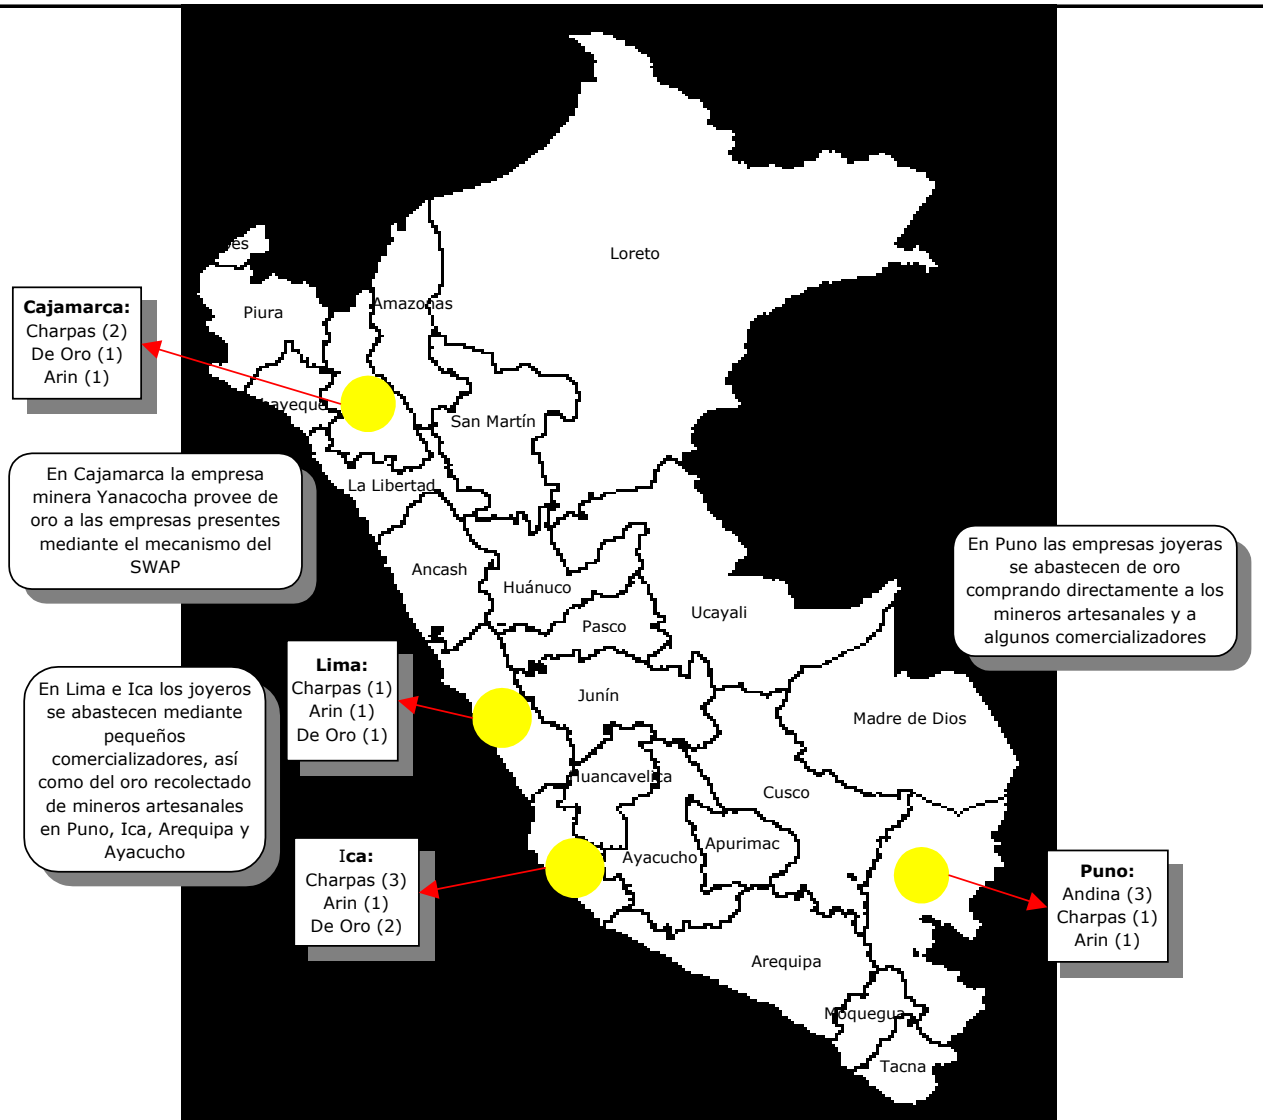 Loreto
es
Piura
Amazonas
Cajamarca:
Charpas (2)
De Oro (1)
Arin (1)
ayeque
San Martín
La Libertad
En Cajamarca la empresa
minera Yanacocha provee de
oro a las empresas presentes
mediante el mecanismo del
SWAP
Ancash
Huánuco
Ucayali
Pasco
En Puno las empresas joyeras
se abastecen de oro
comprando directamente a los
mineros artesanales y a
algunos comercializadores
Lima:
Charpas (1)
Arin (1)
De Oro (1)
Junín
Madre de Dios
En Lima e Ica los joyeros
se abastecen mediante
pequeños
comercializadores, así
como del oro recolectado
de mineros artesanales
en Puno, Ica, Arequipa y
Ayacucho
uancavelica
Cusco
Apurimac
Ayacucho
Ica:
Charpas (3)
Arin (1)
De Oro (2)
Puno:
Andina (3)
Charpas (1)
Arin (1)
Arequipa
Moquegua
Tacna